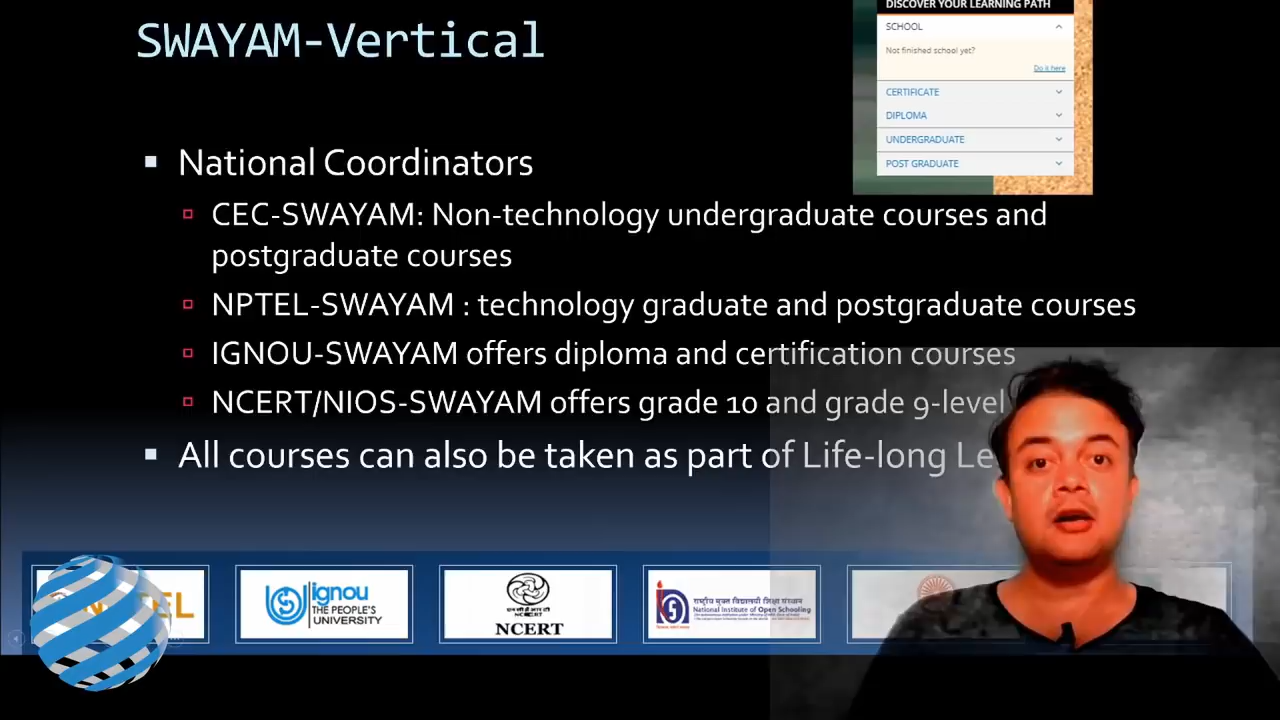 SWAYAM-Vertical
DISCOVER YOUR LEARNING PATH
SCHOOL
Not finished school yet?
Do it here
CERTIFICATE
DIPLOMA
UNDERGRADUATE
POST GRADUATE
National Coordinators
CEC-SWAYAM: Non-technology undergraduate courses and
postgraduate courses
NPTEL-SWAYAM : technology graduate and postgraduate courses
IGNOU-SWAYAM offers diploma and certification courses
NCERT/NIOS-SWAYAM offers grade 10 and grade 9-level
All courses can also be taken as part of Life-long
ignou
THE PEOPLE'S
UNIVERSITY
NCERT
NCERT
राष्ट्रीय मुक्त विद्यालयी शिक्षा संस्थान
National Institute of Open Schooling